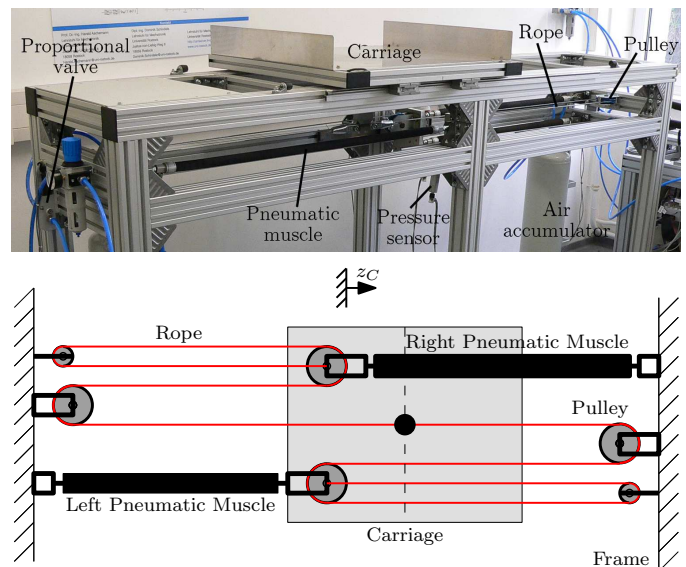 Proportional
valve
Carriage
Rope
Pulley
Pneumatic
muscle
Pressure
sensor
Air
accumulator
z_C
Rope
Right Pneumatic Muscle
Pulley
Left Pneumatic Muscle
Carriage
Frame